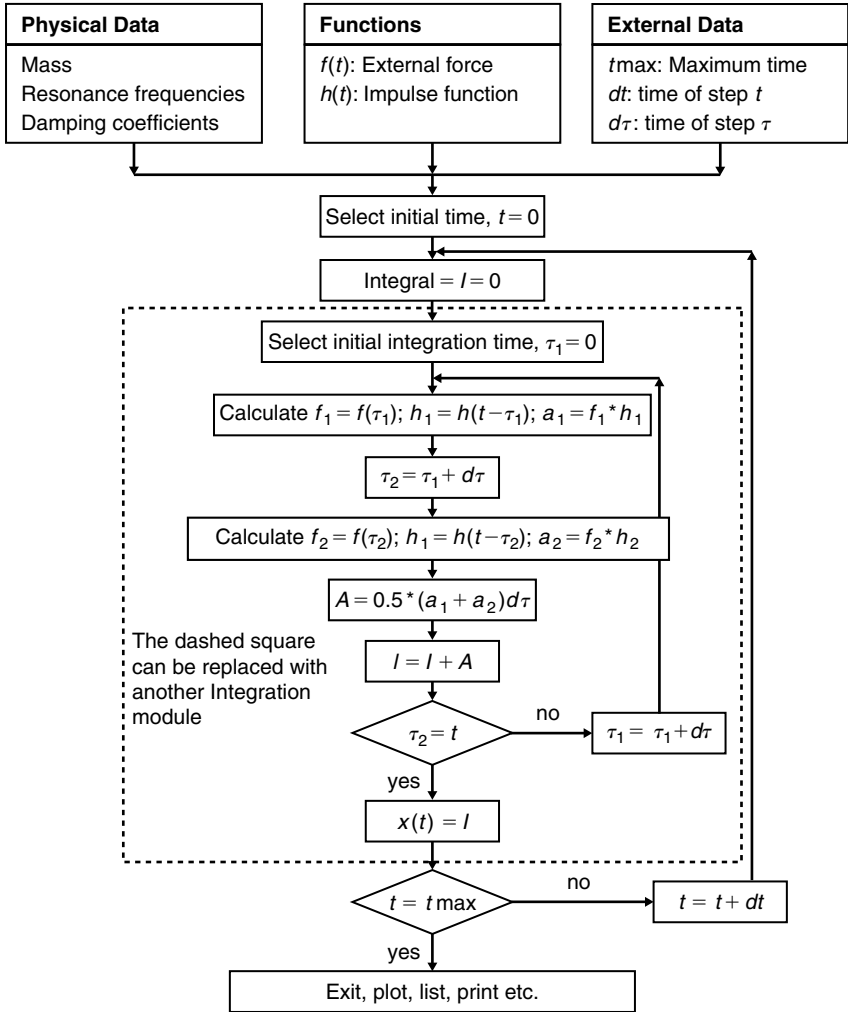 Physical Data
Mass
Resonance frequencies
Damping coefficients
Functions
f(t): External force
h(t): Impulse function
External Data
tmax: Maximum time
dt: time of step t
dτ: time of step τ
Select initial time, t = 0
Integral = I = 0
Select initial integration time, τ₁ = 0
Calculate f₁ = f(τ₁); h₁ = h(t − τ₁); a₁ = f₁ * h₁
τ₂ = τ₁ + dτ
Calculate f₂ = f(τ₂); h₁ = h(t − τ₂); a₂ = f₂ * h₂
A = 0.5 * (a₁ + a₂)dτ
I = I + A
The dashed square
can be replaced with
another Integration
module
τ₂ = t
no
τ₁ = τ₁ + dτ
yes
x(t) = I
t = t max
no
t = t + dt
yes
Exit, plot, list, print etc.